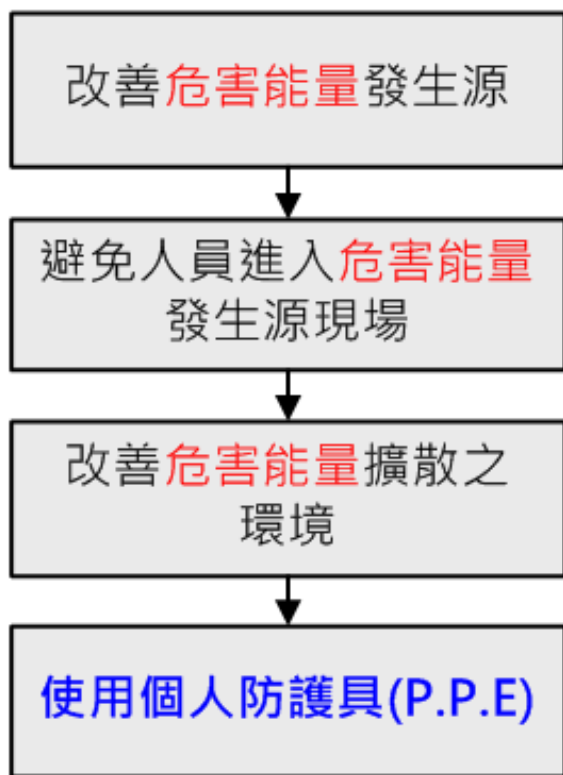 改善危害能量發生源
避免人員進入危害能量
發生源現場
改善危害能量擴散之
環境
使用個人防護具(P.P.E)